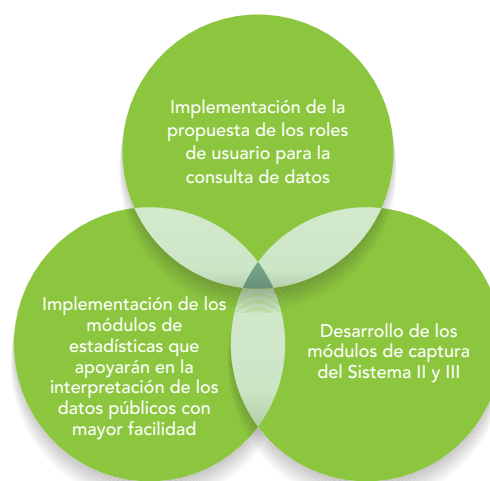 Implementación de la
propuesta de los roles
de usuario para la
consulta de datos
Implementación de los
módulos de
estadísticas que
apoyarán en la
interpretación de los
datos públicos con
mayor facilidad
Desarrollo de los
módulos de captura
del Sistema II y III